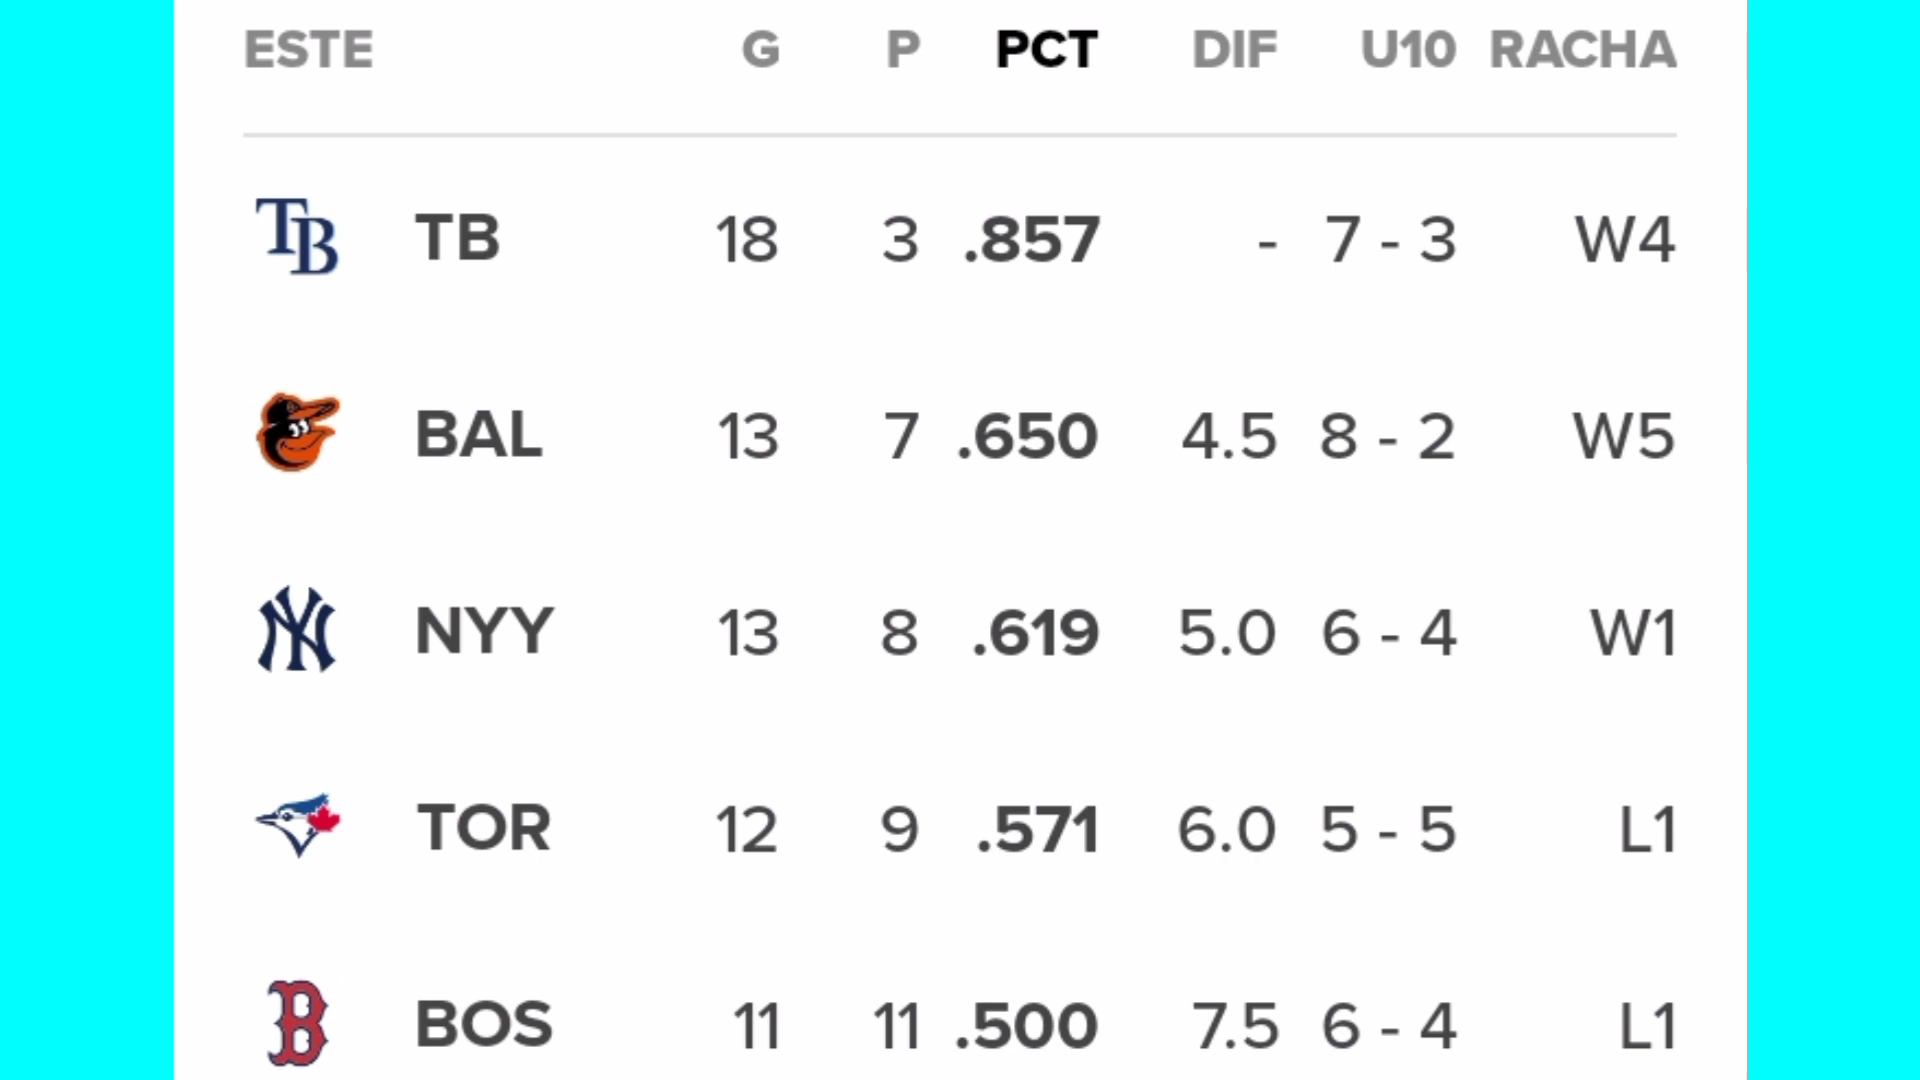 ESTE G P PCT DIF U10 RACHA
TB TB 18 3 .857 - 7 - 3 W4
BAL 13 7 .650 4.5 8 - 2 W5
NY NYY 13 8 .619 5.0 6 - 4 W1
TOR 12 9 .571 6.0 5 - 5 L1
B BOS 11 11 .500 7.5 6 - 4 L1